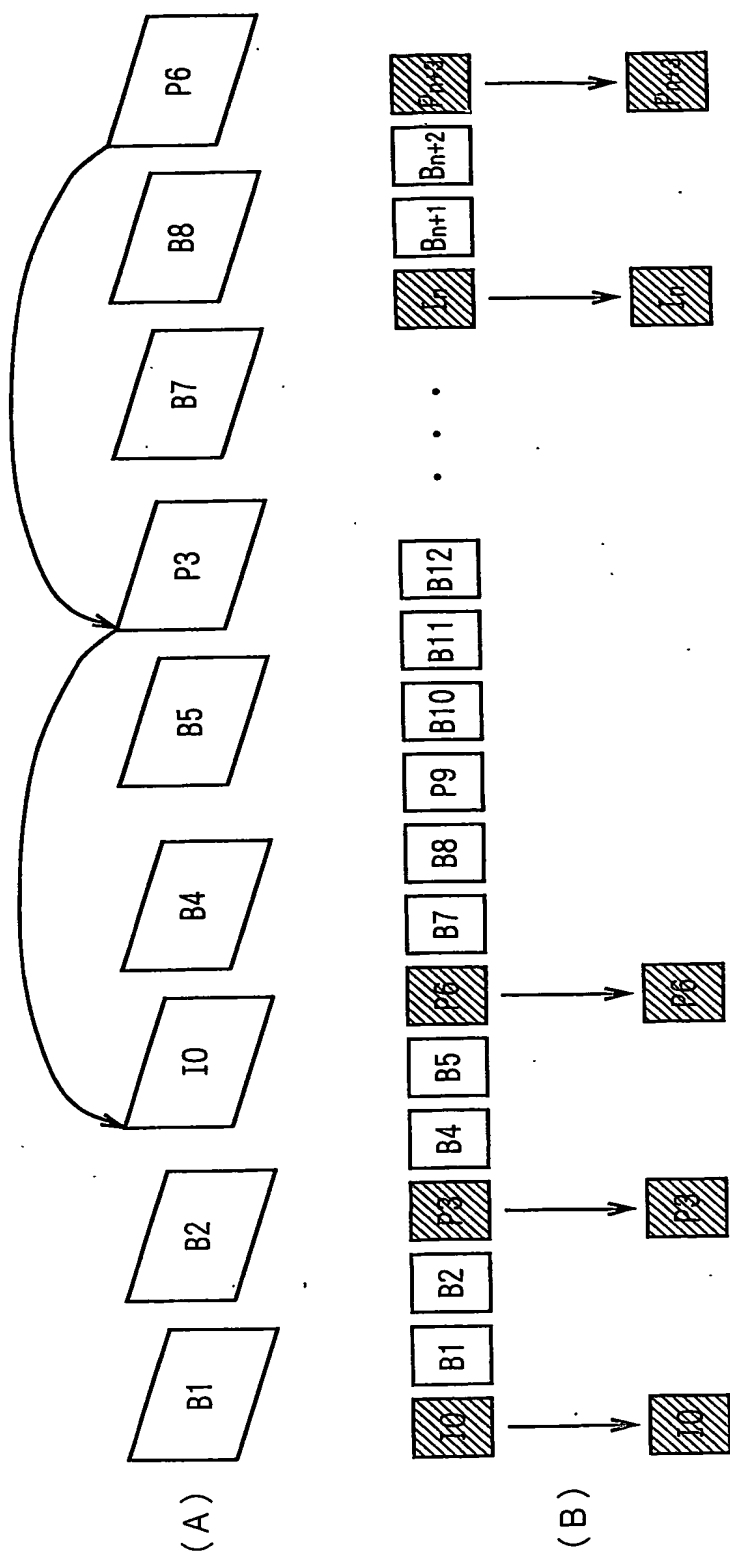 (A)
B1 B2 I0 B4 B5 P3 B7 B8 P6
(B)
I0 B1 B2 P3 B4 B5 P6 B7 B8 P9 B10 B11 B12 • • • In Bn+1 Bn+2 Pn+3
I0 P3 P6 In Pn+3